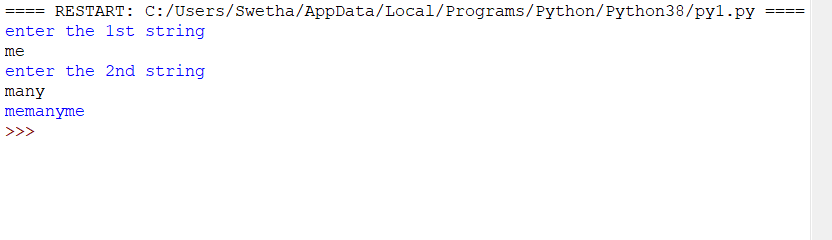 ==== RESTART: C:/Users/Swetha/AppData/Local/Programs/Python/Python38/py1.py ====
enter the 1st string
me
enter the 2nd string
many
memanyme
>>>